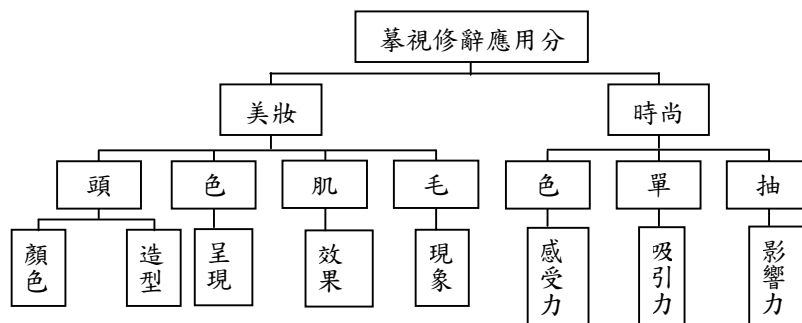 摹視修辭應用分
美妝
時尚
頭
色
肌
毛
色
單
抽
顏色
造型
呈現
效果
現象
感受力
吸引力
影響力